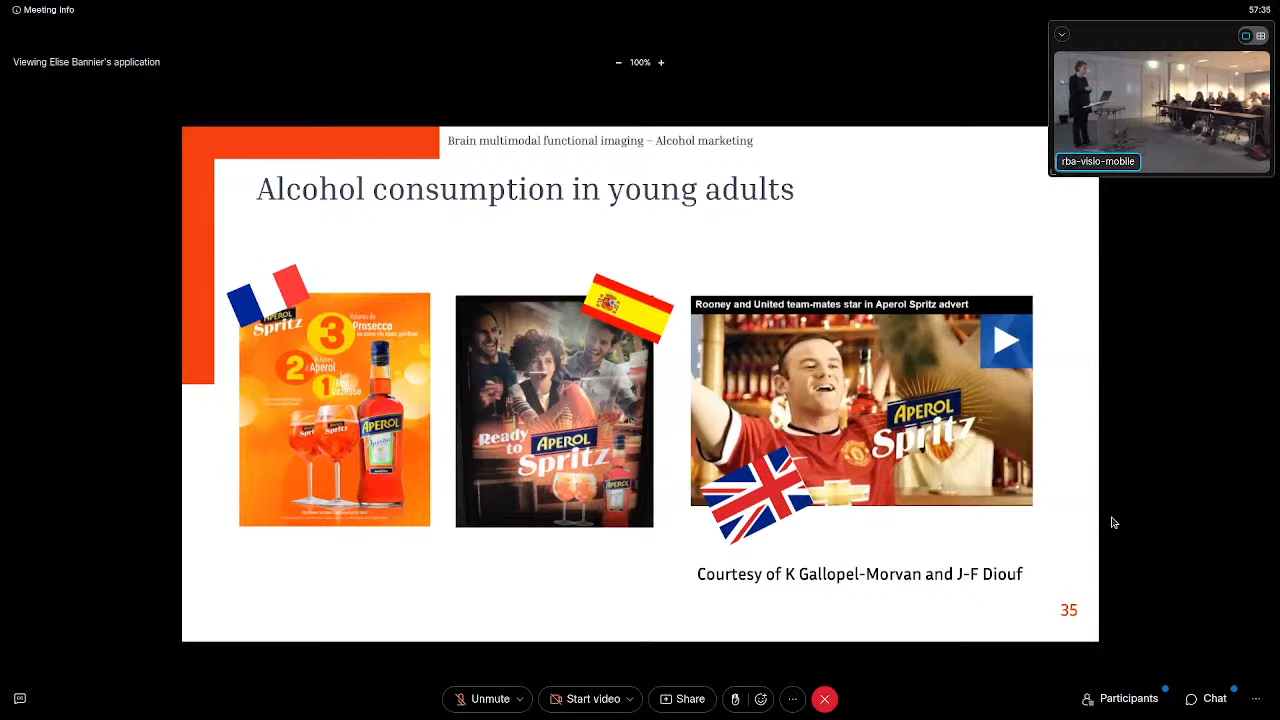 Meeting Info
57:35
Viewing Elise Bannier's application
100%
rba-visio-mobile
Brain multimodal functional imaging – Alcohol marketing
Alcohol consumption in young adults
APEROL
Spritz
3
Prosecco
2
Aperol
1
APEROL
Ready
to
APEROL
Spritz
APEROL
Rooney and United team-mates star in Aperol Spritz advert
APEROL
Spritz
Courtesy of K Gallopel-Morvan and J-F Diouf
35
Unmute
Start video
Share
Participants
Chat